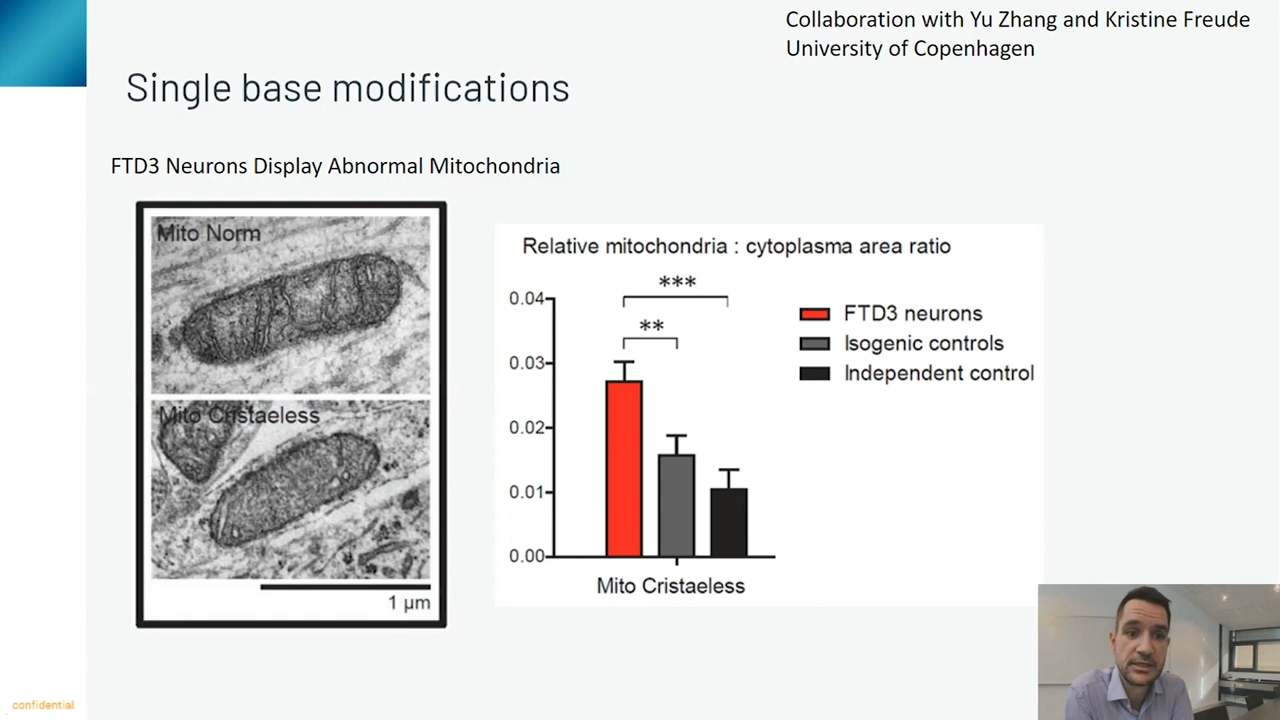 Collaboration with Yu Zhang and Kristine Freude
University of Copenhagen
Single base modifications
FTD3 Neurons Display Abnormal Mitochondria
Mito Norm
Mito Cristaeless
1 µm
Relative mitochondria : cytoplasma area ratio
***
**
0.04
0.03
0.02
0.01
0.00
Mito Cristaeless
FTD3 neurons
Isogenic controls
Independent control
confidential